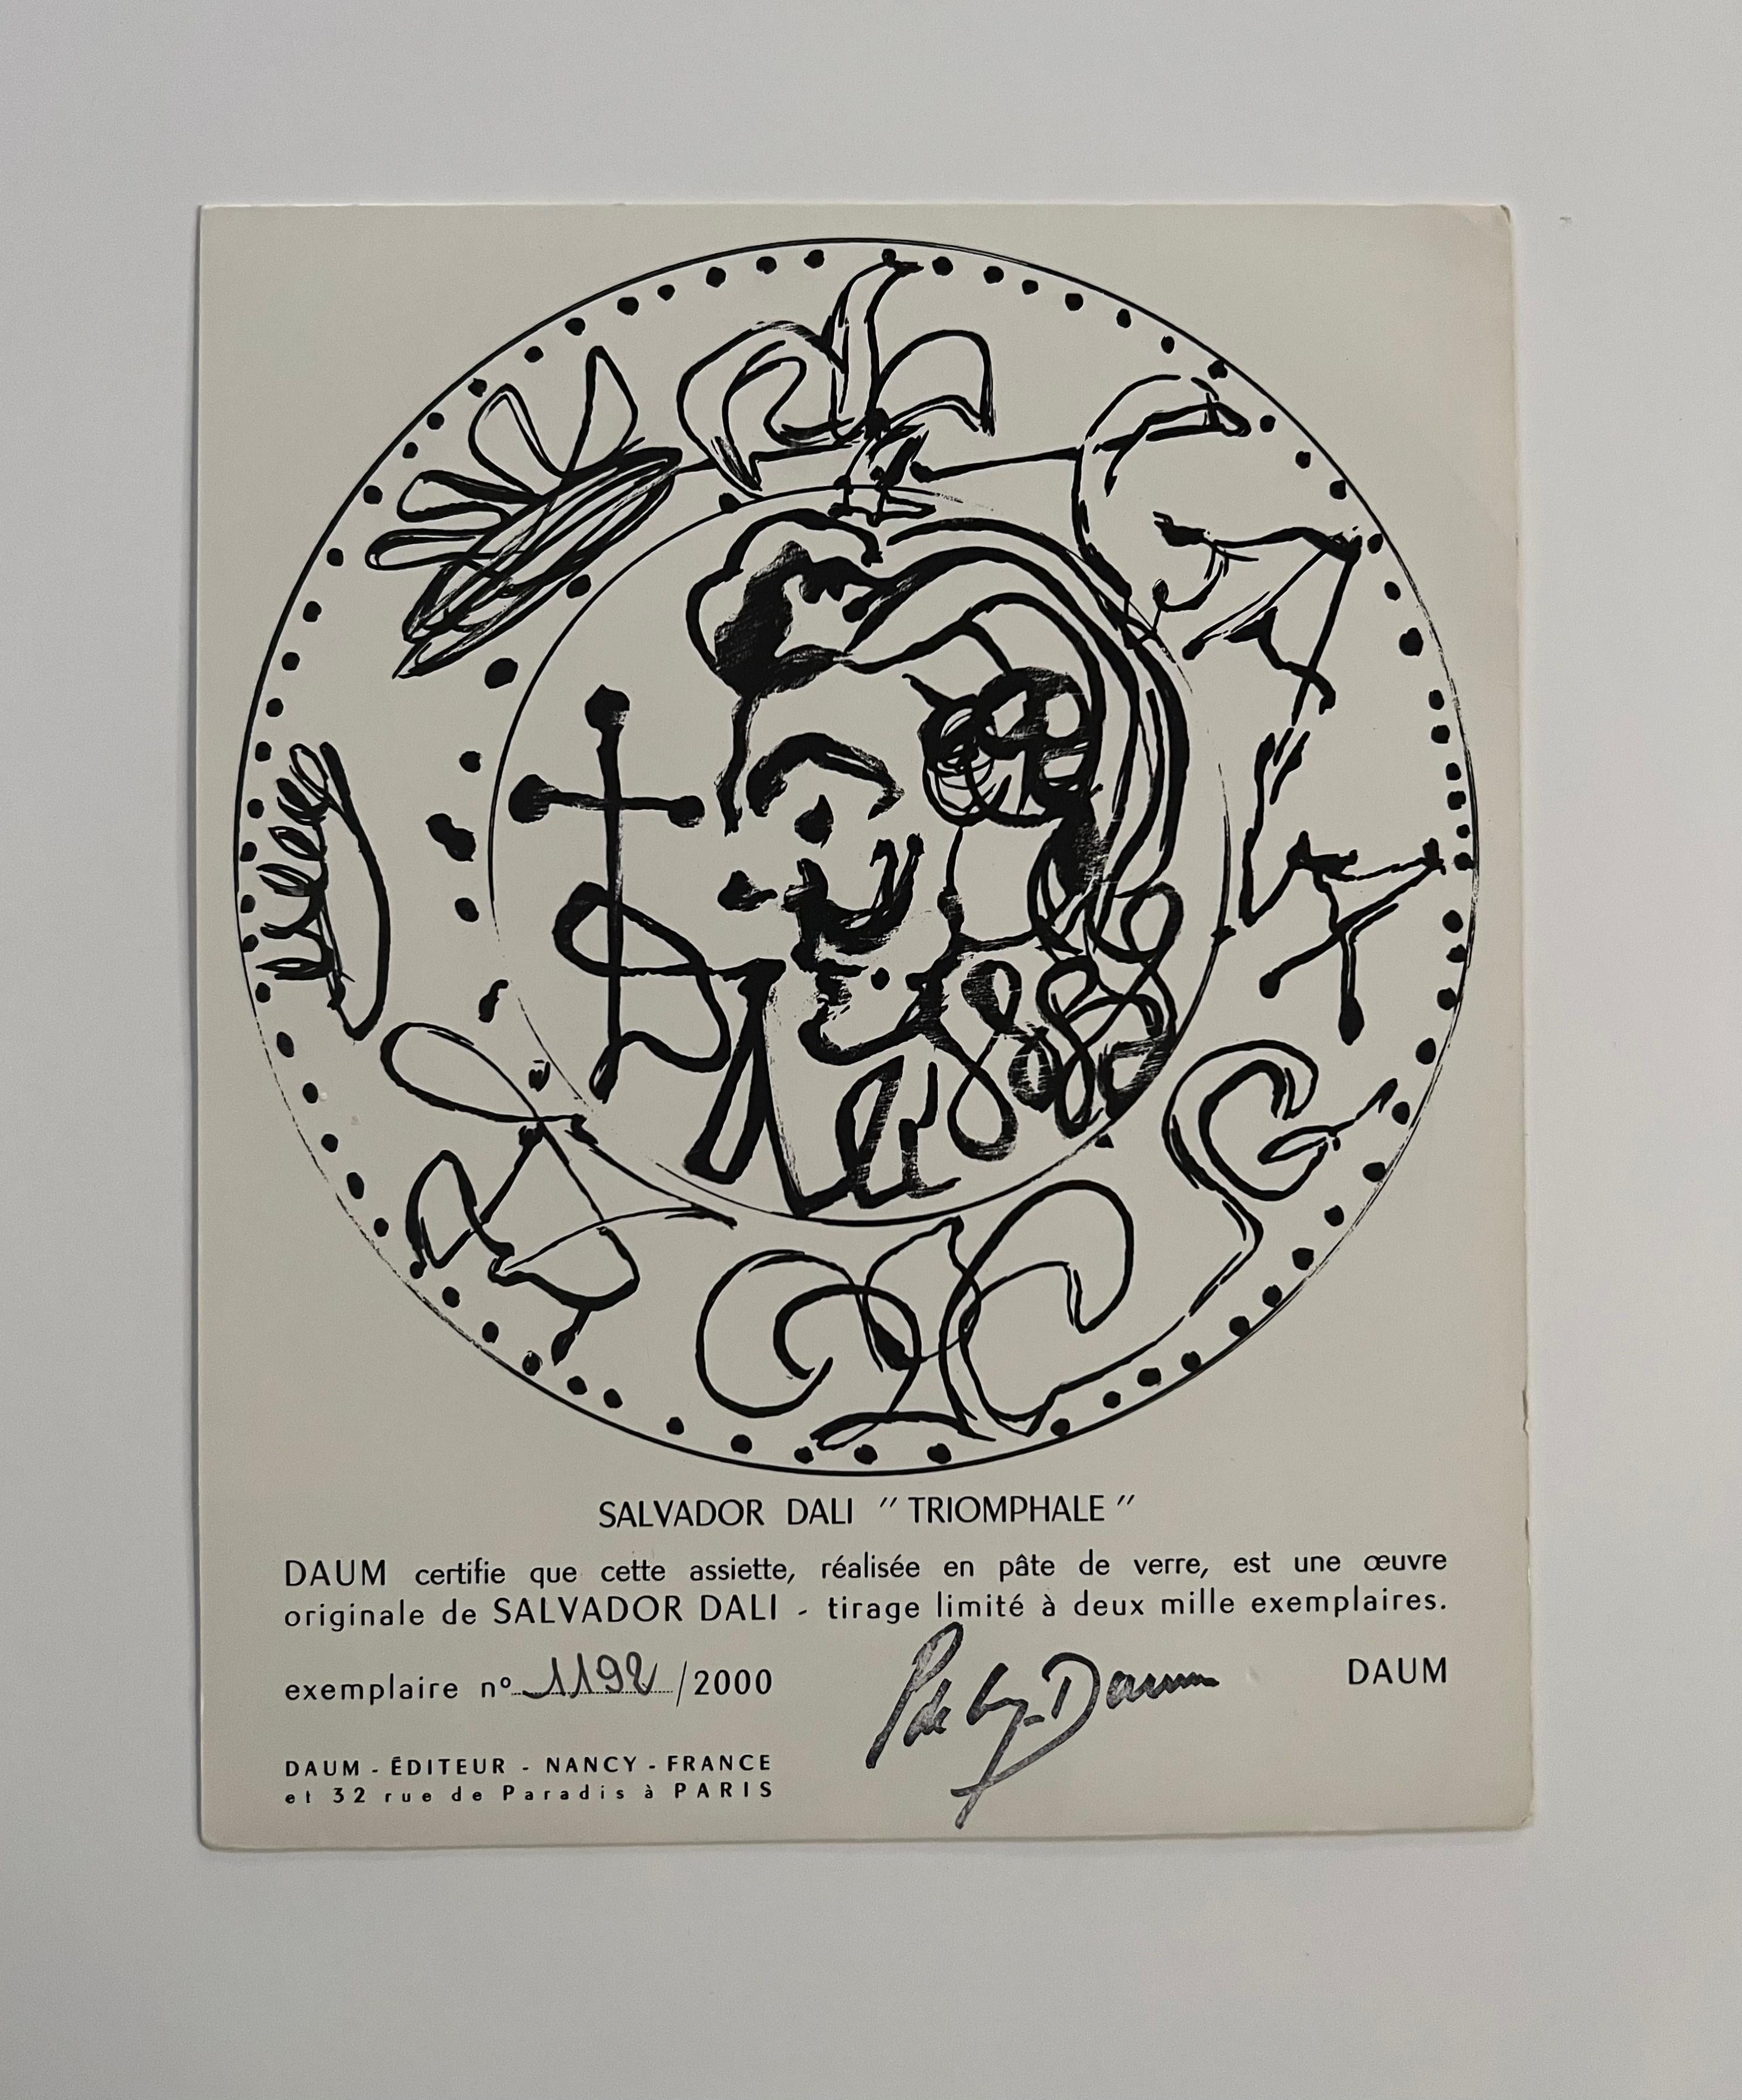 SALVADOR DALI "TRIOMPHALE"
DAUM certifie que cette assiette, réalisée en pâte de verre, est une œuvre
originale de SALVADOR DALI - tirage limité à deux mille exemplaires.
exemplaire nº 1192 /2000
Daum
DAUM
DAUM - ÉDITEUR - NANCY - FRANCE
et 32 rue de Paradis à PARIS